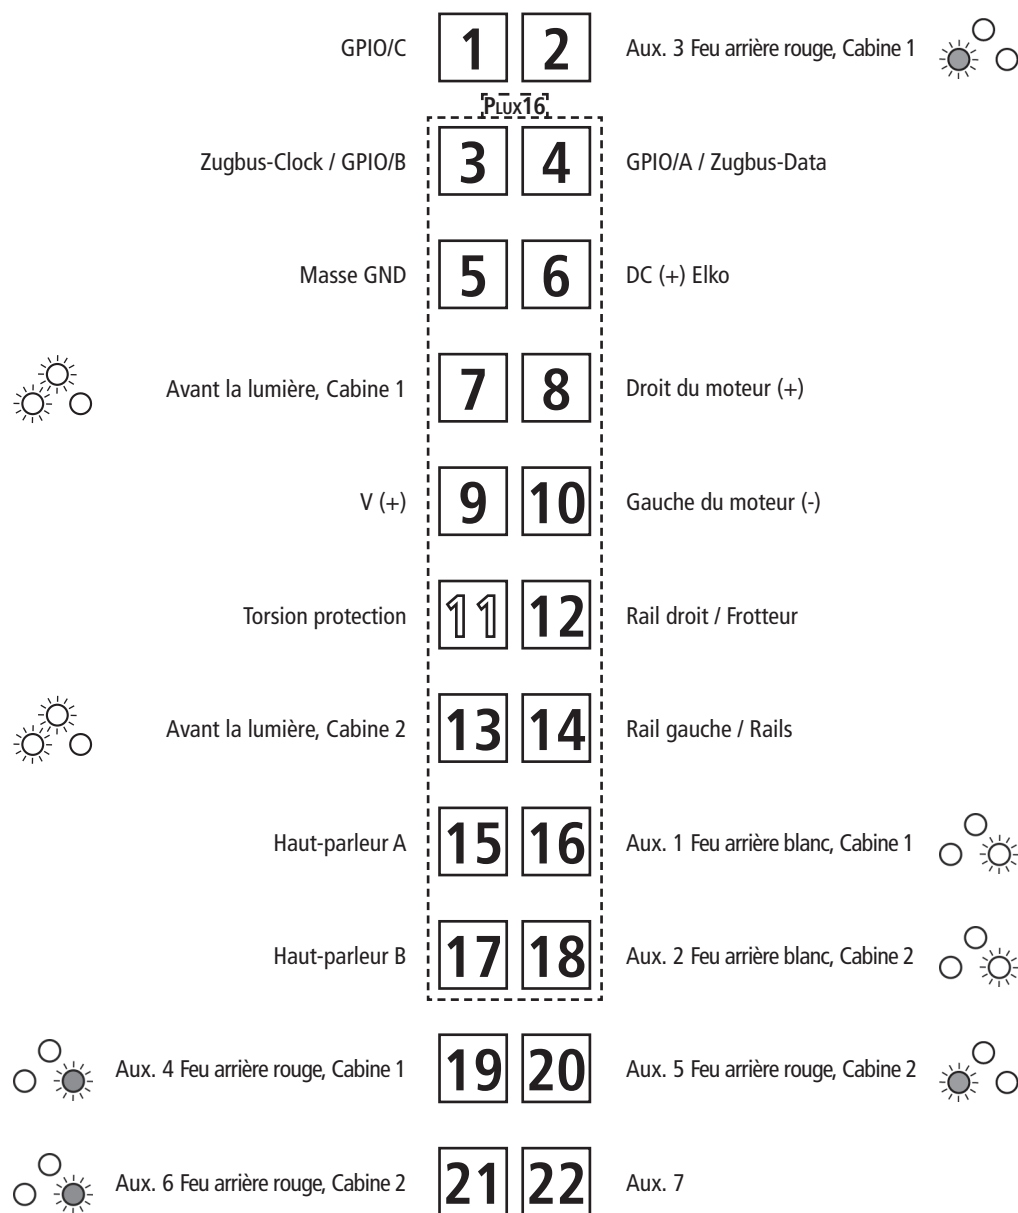 GPIO/C 1 2 Aux. 3 Feu arrière rouge, Cabine 1
PLUX16
Zugbus-Clock / GPIO/B 3 4 GPIO/A / Zugbus-Data
Masse GND 5 6 DC (+) Elko
Avant la lumière, Cabine 1 7 8 Droit du moteur (+)
V (+) 9 10 Gauche du moteur (-)
Torsion protection 11 12 Rail droit / Frotteur
Avant la lumière, Cabine 2 13 14 Rail gauche / Rails
Haut-parleur A 15 16 Aux. 1 Feu arrière blanc, Cabine 1
Haut-parleur B 17 18 Aux. 2 Feu arrière blanc, Cabine 2
Aux. 4 Feu arrière rouge, Cabine 1 19 20 Aux. 5 Feu arrière rouge, Cabine 2
Aux. 6 Feu arrière rouge, Cabine 2 21 22 Aux. 7